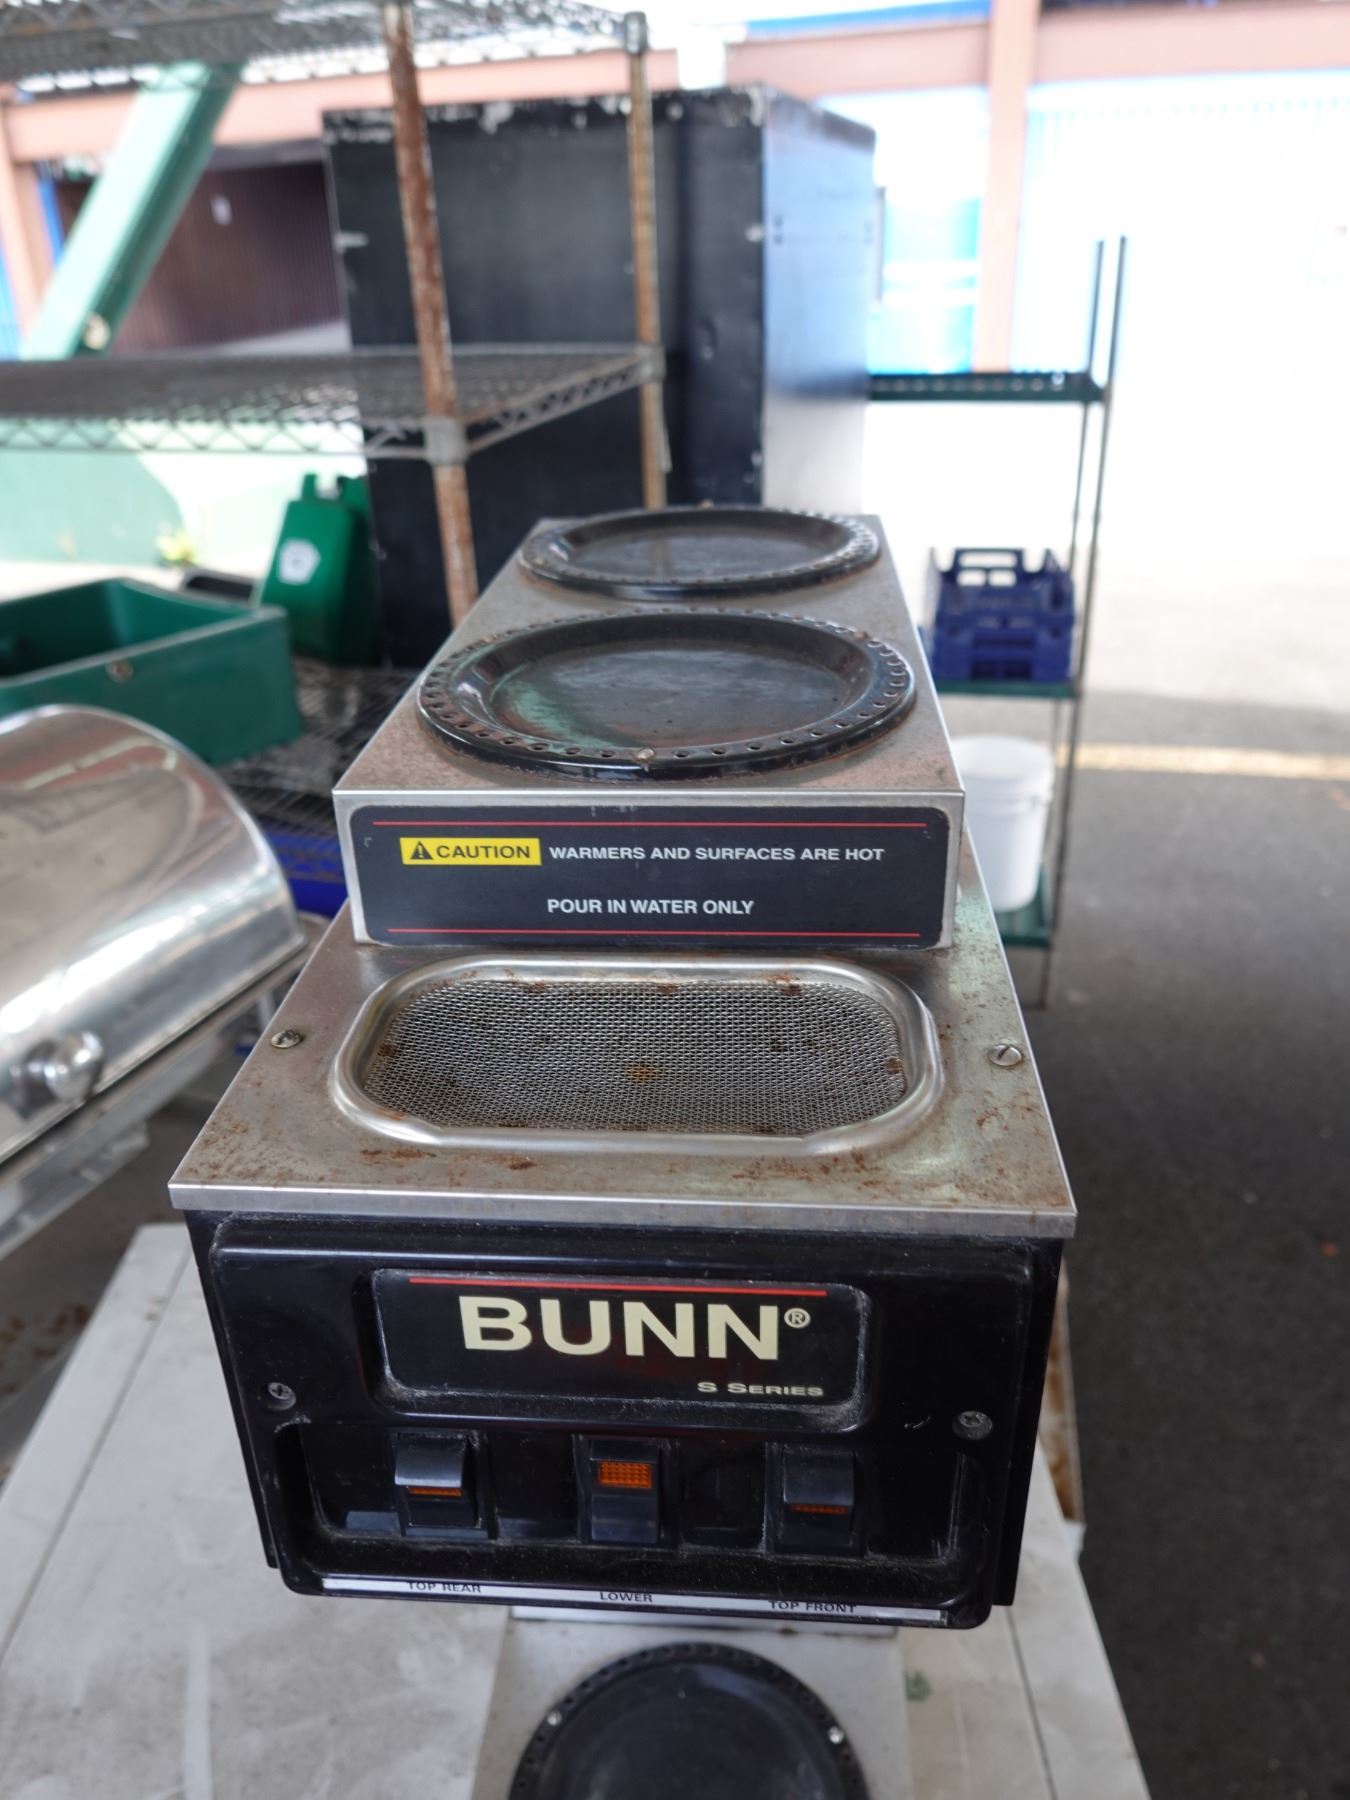 CAUTION WARMERS AND SURFACES ARE HOT
POUR IN WATER ONLY
BUNN®
S SERIES
TOP REAR LOWER TOP FRONT